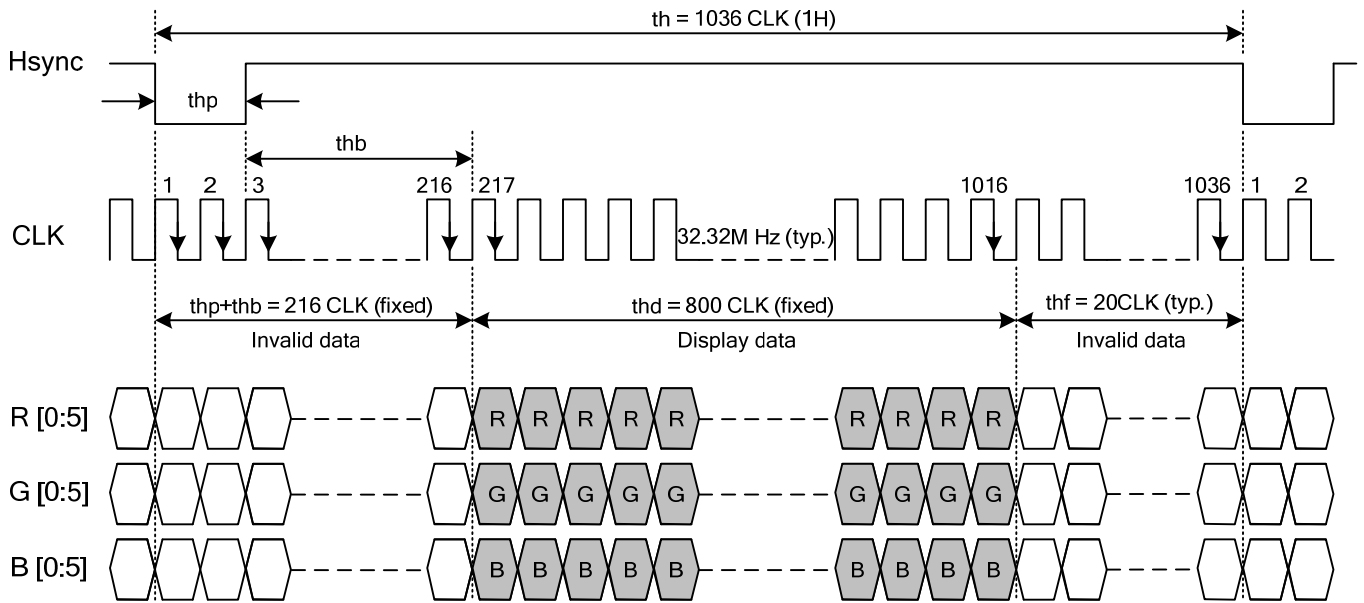 th = 1036 CLK (1H)
Hsync
thp
thb
1 2 3 216 217 1016 1036 1 2
CLK
32.32M Hz (typ.)
thp+thb = 216 CLK (fixed) thd = 800 CLK (fixed) thf = 20CLK (typ.)
Invalid data Display data Invalid data
R [0:5] R R R R R R R R R
G [0:5] G G G G G G G G G
B [0:5] B B B B B B B B B